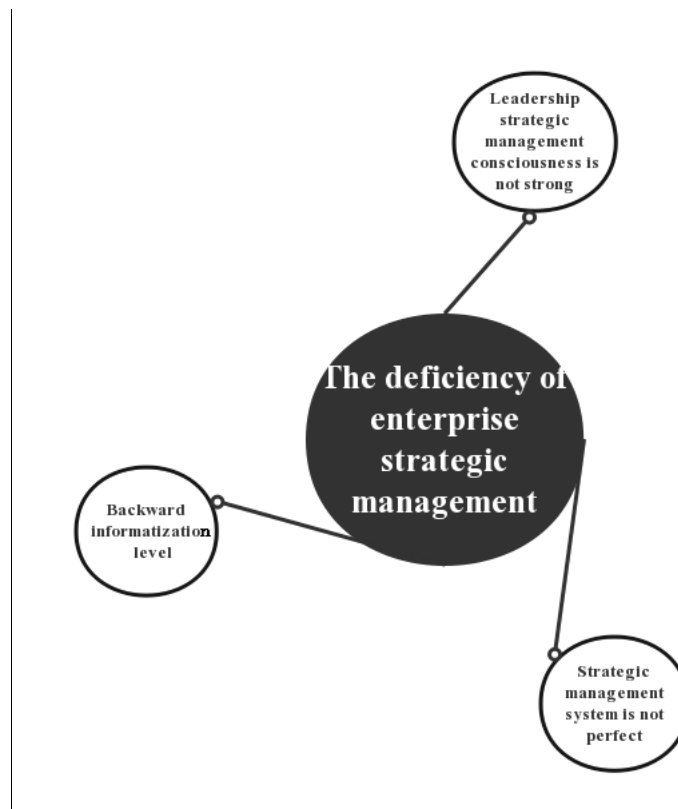 Leadership
strategic
management
consciousness is
not strong
The deficiency of
enterprise
strategic
management
Backward
informatization
level
Strategic
management
system is not
perfect